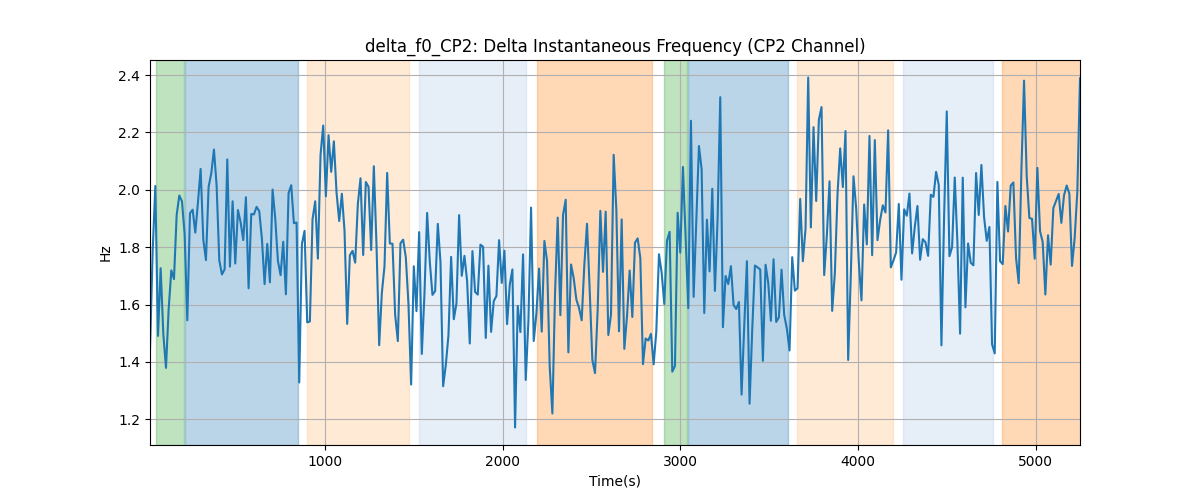 delta_f0_CP2: Delta Instantaneous Frequency (CP2 Channel)
2.4
2.2
2.0
1.8
1.6
1.4
1.2
Hz
1000 2000 3000 4000 5000
Time(s)